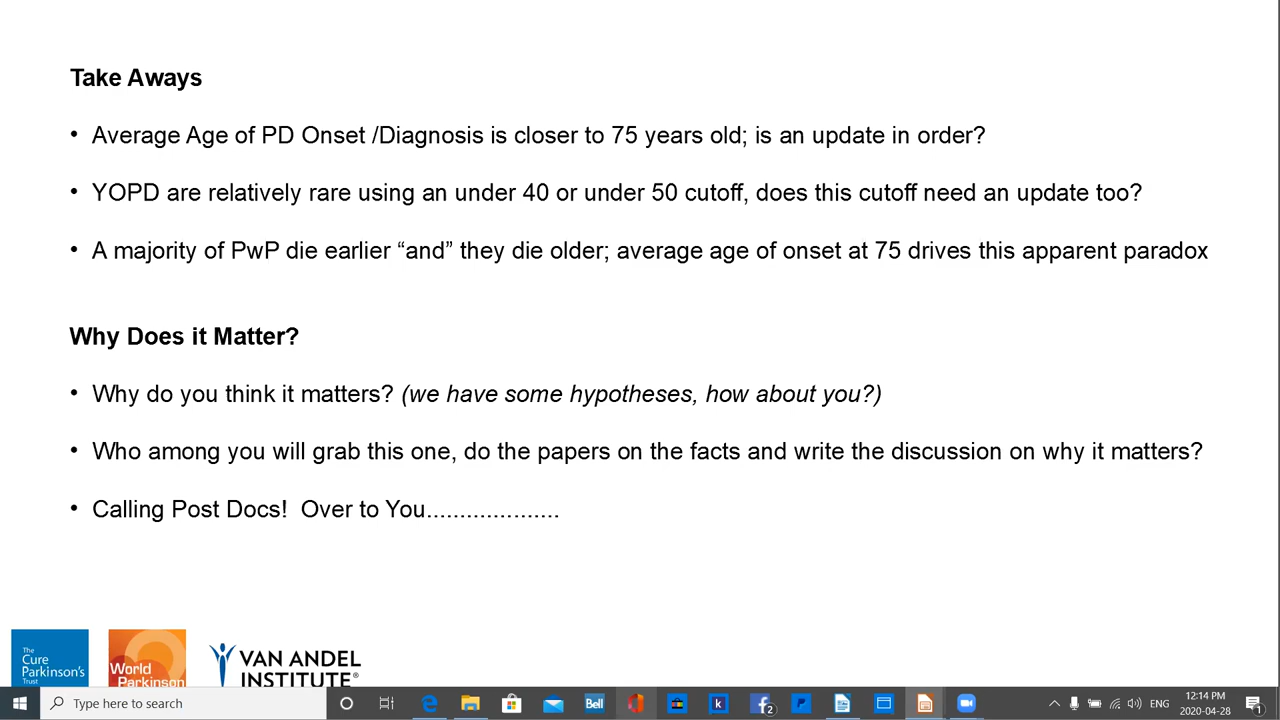 Take Aways
• Average Age of PD Onset /Diagnosis is closer to 75 years old; is an update in order?
• YOPD are relatively rare using an under 40 or under 50 cutoff, does this cutoff need an update too?
• A majority of PwP die earlier “and” they die older; average age of onset at 75 drives this apparent paradox
Why Does it Matter?
• Why do you think it matters? (we have some hypotheses, how about you?)
• Who among you will grab this one, do the papers on the facts and write the discussion on why it matters?
• Calling Post Docs!  Over to You....................
The
Cure
Parkinson's
Trust
World
Parkinson
VAN ANDEL
INSTITUTE®
Type here to search
Bell
k
f
2
P
12:14 PM
2020-04-28
1